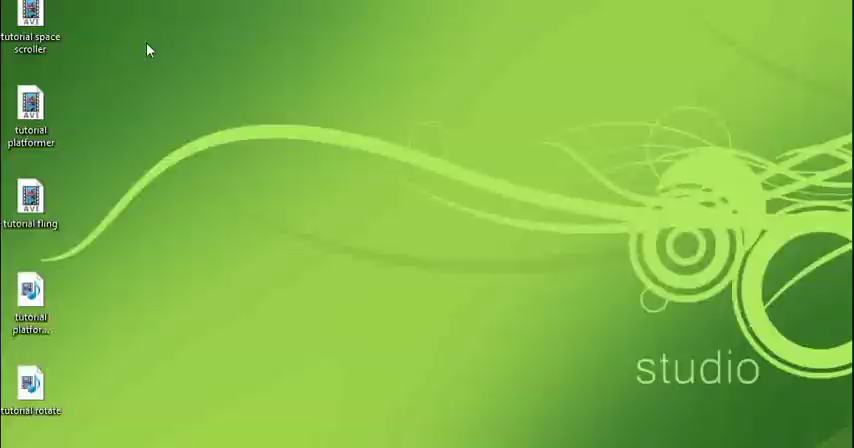 AVI
tutorial space
scroller
AVI
tutorial
platformer
AVI
tutorial fling
tutorial
platfor...
tutorial rotate
studio